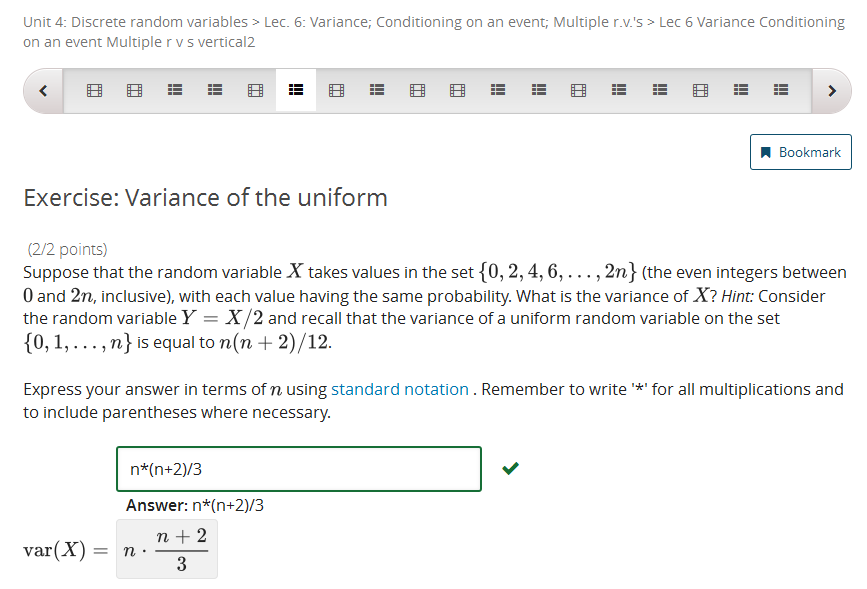 Unit 4: Discrete random variables > Lec. 6: Variance; Conditioning on an event; Multiple r.v.'s > Lec 6 Variance Conditioning
on an event Multiple r v s vertical2
Bookmark
Exercise: Variance of the uniform
(2/2 points)
Suppose that the random variable X takes values in the set {0, 2, 4, 6, . . . , 2n} (the even integers between
0 and 2n, inclusive), with each value having the same probability. What is the variance of X? Hint: Consider
the random variable Y = X/2 and recall that the variance of a uniform random variable on the set
{0, 1, . . . , n} is equal to n(n + 2)/12.
Express your answer in terms of n using standard notation . Remember to write '*' for all multiplications and
to include parentheses where necessary.
n*(n+2)/3
Answer: n*(n+2)/3
var(X) = n · (n + 2)/3